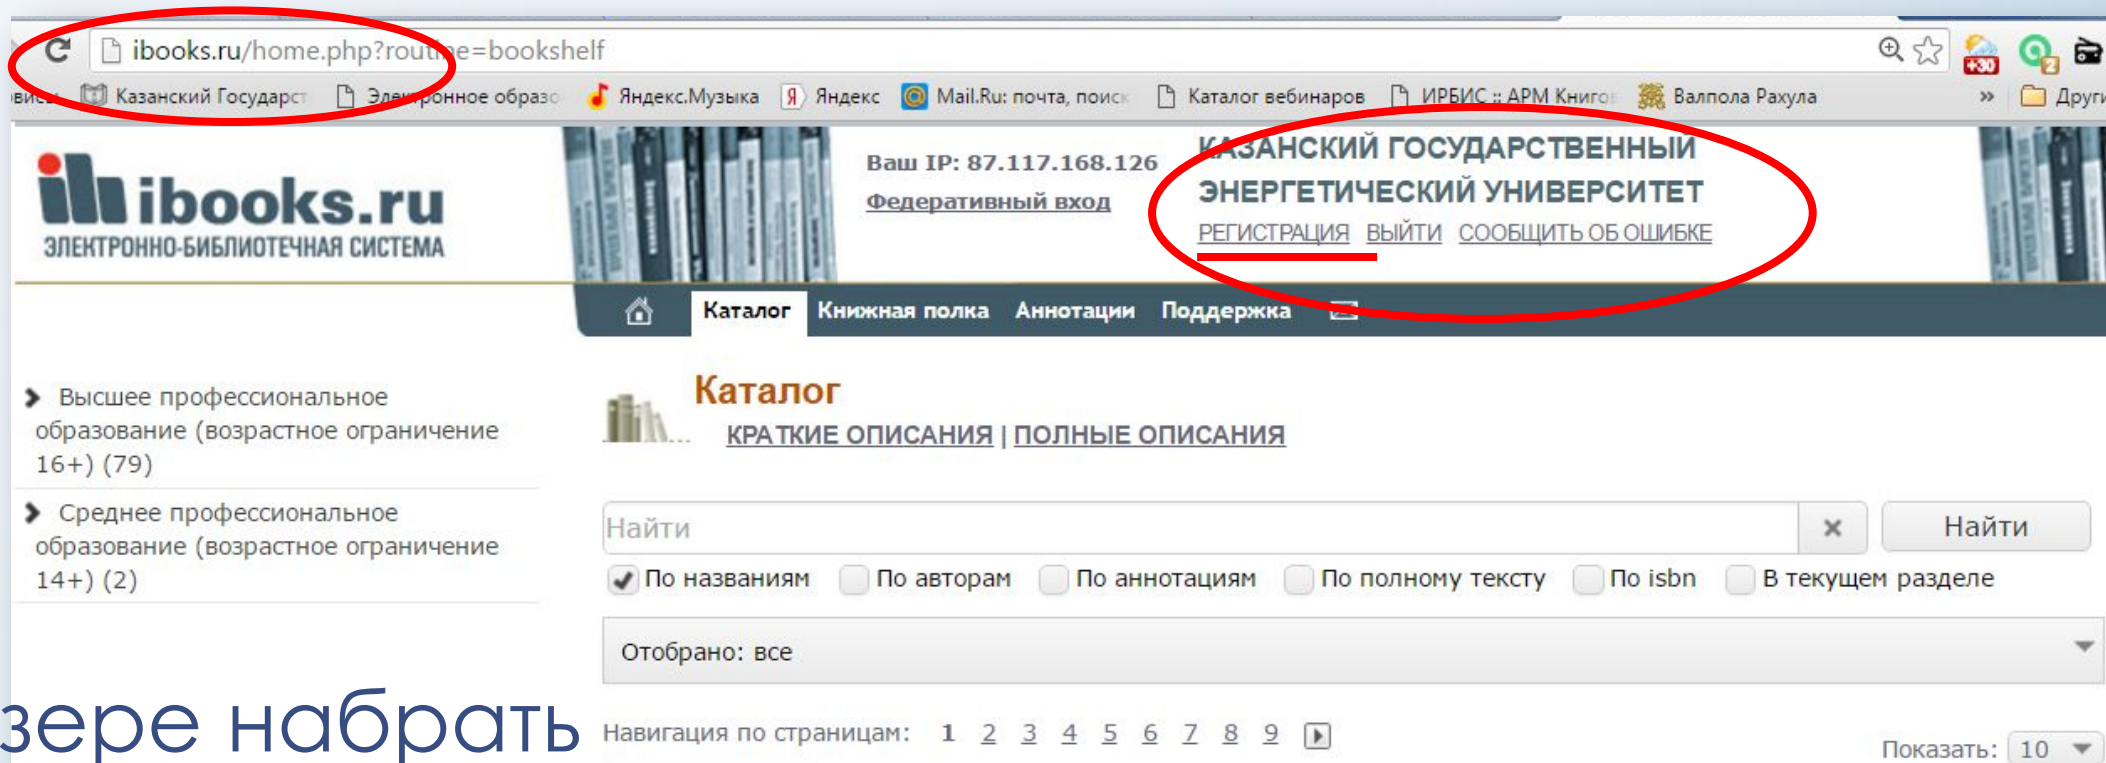 ibooks.ru/home.php?routine=bookshelf
+30 2
Казанский Государст Электронное образо Яндекс.Музыка Я Яндекс Mail.Ru: почта, поиск Каталог вебинаров ИРБИС :: АРМ Книгов Валпола Рахула » Други
ibooks.ru
ЭЛЕКТРОННО-БИБЛИОТЕЧНАЯ СИСТЕМА
Ваш IP: 87.117.168.126
Федеративный вход
КАЗАНСКИЙ ГОСУДАРСТВЕННЫЙ
ЭНЕРГЕТИЧЕСКИЙ УНИВЕРСИТЕТ
РЕГИСТРАЦИЯ ВЫЙТИ СООБЩИТЬ ОБ ОШИБКЕ
Каталог Книжная полка Аннотации Поддержка
Высшее профессиональное
образование (возрастное ограничение
16+) (79)
Среднее профессиональное
образование (возрастное ограничение
14+) (2)
Каталог
КРАТКИЕ ОПИСАНИЯ | ПОЛНЫЕ ОПИСАНИЯ
Найти Найти
По названиям По авторам По аннотациям По полному тексту По isbn В текущем разделе
Отобрано: все
Навигация по страницам: 1 2 3 4 5 6 7 8 9
Показать: 10
зере набрать